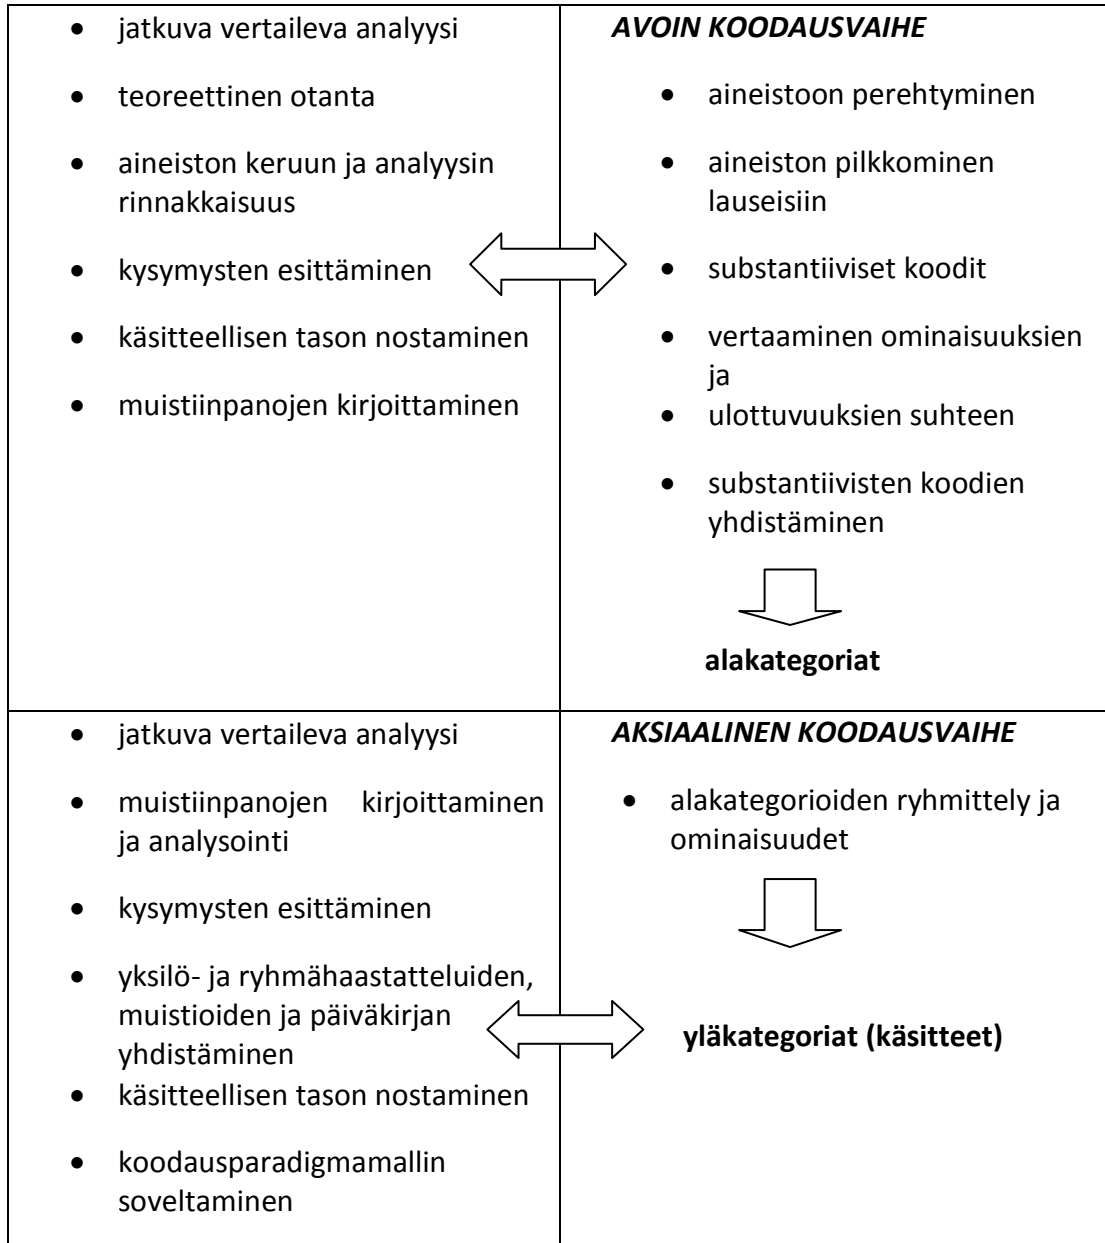 • jatkuva vertaileva analyysi
• teoreettinen otanta
• aineiston keruun ja analyysin
rinnakkaisuus
• kysymysten esittäminen
• käsitteellisen tason nostaminen
• muistiinpanojen kirjoittaminen
AVOIN KOODAUSVAIHE
• aineistoon perehtyminen
• aineiston pilkkominen
lauseisiin
• substantiiviset koodit
• vertaaminen ominaisuuksien
ja
• ulottuvuuksien suhteen
• substantiivisten koodien
yhdistäminen
alakategoriat
• jatkuva vertaileva analyysi
• muistiinpanojen kirjoittaminen
ja analysointi
• kysymysten esittäminen
• yksilö- ja ryhmähaastatteluiden,
muistioiden ja päiväkirjan
yhdistäminen
• käsitteellisen tason nostaminen
• koodausparadigmamallin
soveltaminen
AKSIAALINEN KOODAUSVAIHE
• alakategorioiden ryhmittely ja
ominaisuudet
yläkategoriat (käsitteet)